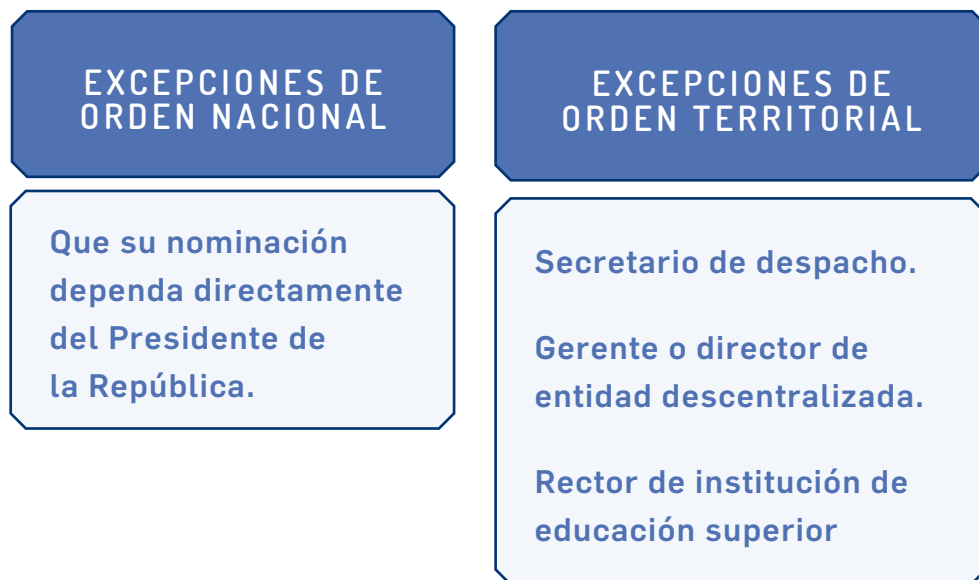 EXCEPCIONES DE
ORDEN NACIONAL
Que su nominación
dependa directamente
del Presidente de
la República.
EXCEPCIONES DE
ORDEN TERRITORIAL
Secretario de despacho.
Gerente o director de
entidad descentralizada.
Rector de institución de
educación superior